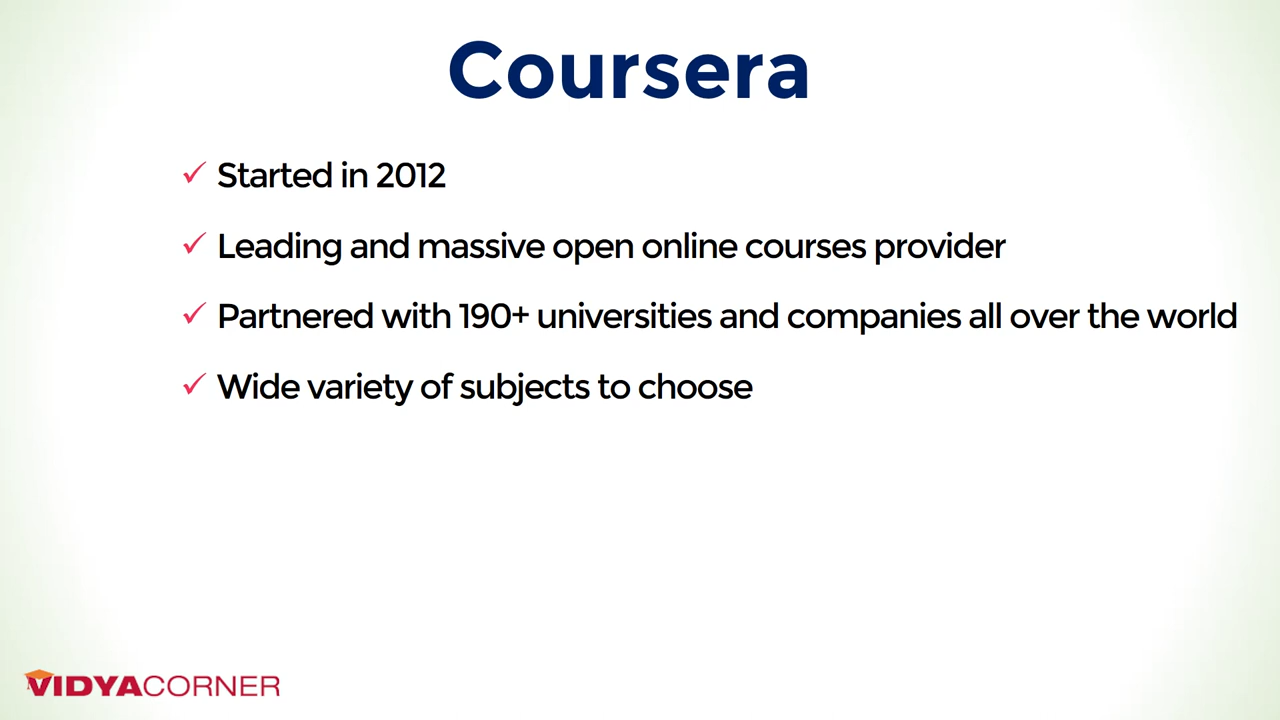 Coursera
✓ Started in 2012
✓ Leading and massive open online courses provider
✓ Partnered with 190+ universities and companies all over the world
✓ Wide variety of subjects to choose
VIDYACORNER